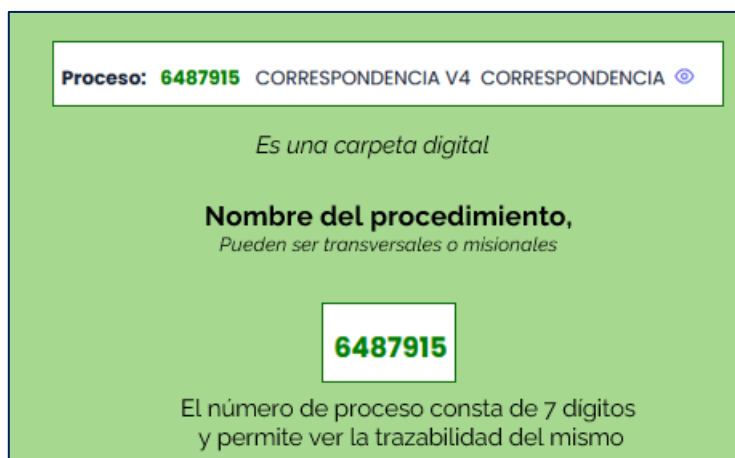 Proceso: 6487915 CORRESPONDENCIA V4 CORRESPONDENCIA
Es una carpeta digital
Nombre del procedimiento,
Pueden ser transversales o misionales
6487915
El número de proceso consta de 7 dígitos
y permite ver la trazabilidad del mismo